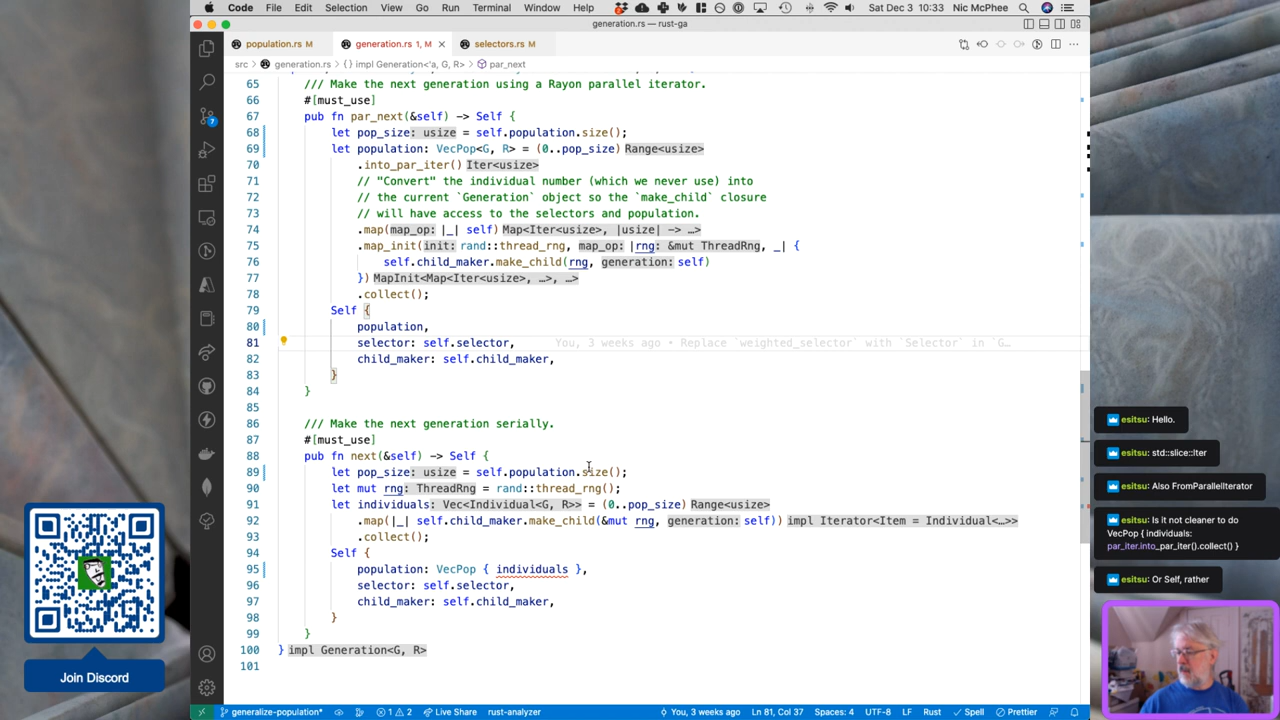 Code File Edit Selection View Go Run Terminal Window Help Sat Dec 3 10:33 Nic McPhee
generation.rs — rust-ga
population.rs M generation.rs 1, M selectors.rs M
src > generation.rs > {} impl Generation<'a, G, R> > par_next
65 /// Make the next generation using a Rayon parallel iterator.
66 #[must_use]
67 pub fn par_next(&self) -> Self {
68 let pop_size: usize = self.population.size();
69 let population: VecPop<G, R> = (0..pop_size) Range<usize>
70 .into_par_iter() Iter<usize>
71 // "Convert" the individual number (which we never use) into
72 // the current `Generation` object so the `make_child` closure
73 // will have access to the selectors and population.
74 .map(map_op: |_| self) Map<Iter<usize>, |usize| -> …>
75 .map_init(init: rand::thread_rng, map_op: |rng: &mut ThreadRng, _| {
76 self.child_maker.make_child(rng, generation: self)
77 }) MapInit<Map<Iter<usize>, …>, …>
78 .collect();
79 Self {
80 population,
81 selector: self.selector, You, 3 weeks ago • Replace `weighted_selector` with `Selector` in `G…
82 child_maker: self.child_maker,
83 }
84 }
85
86 /// Make the next generation serially.
87 #[must_use]
88 pub fn next(&self) -> Self {
89 let pop_size: usize = self.population.size();
90 let mut rng: ThreadRng = rand::thread_rng();
91 let individuals: Vec<Individual<G, R>> = (0..pop_size) Range<usize>
92 .map(|_| self.child_maker.make_child(&mut rng, generation: self)) impl Iterator<Item = Individual<…>>
93 .collect();
94 Self {
95 population: VecPop { individuals },
96 selector: self.selector,
97 child_maker: self.child_maker,
98 }
99 }
100 } impl Generation<G, R>
101
7
generalize-population* 1 2 Live Share rust-analyzer You, 3 weeks ago Ln 81, Col 37 Spaces: 4 UTF-8 LF Rust Spell Prettier
Join Discord
esitsu: Hello.
esitsu: std::slice::Iter
esitsu: Also FromParallelIterator
esitsu: Is it not cleaner to do
VecPop { individuals:
par_iter.into_par_iter().collect() }
esitsu: Or Self, rather